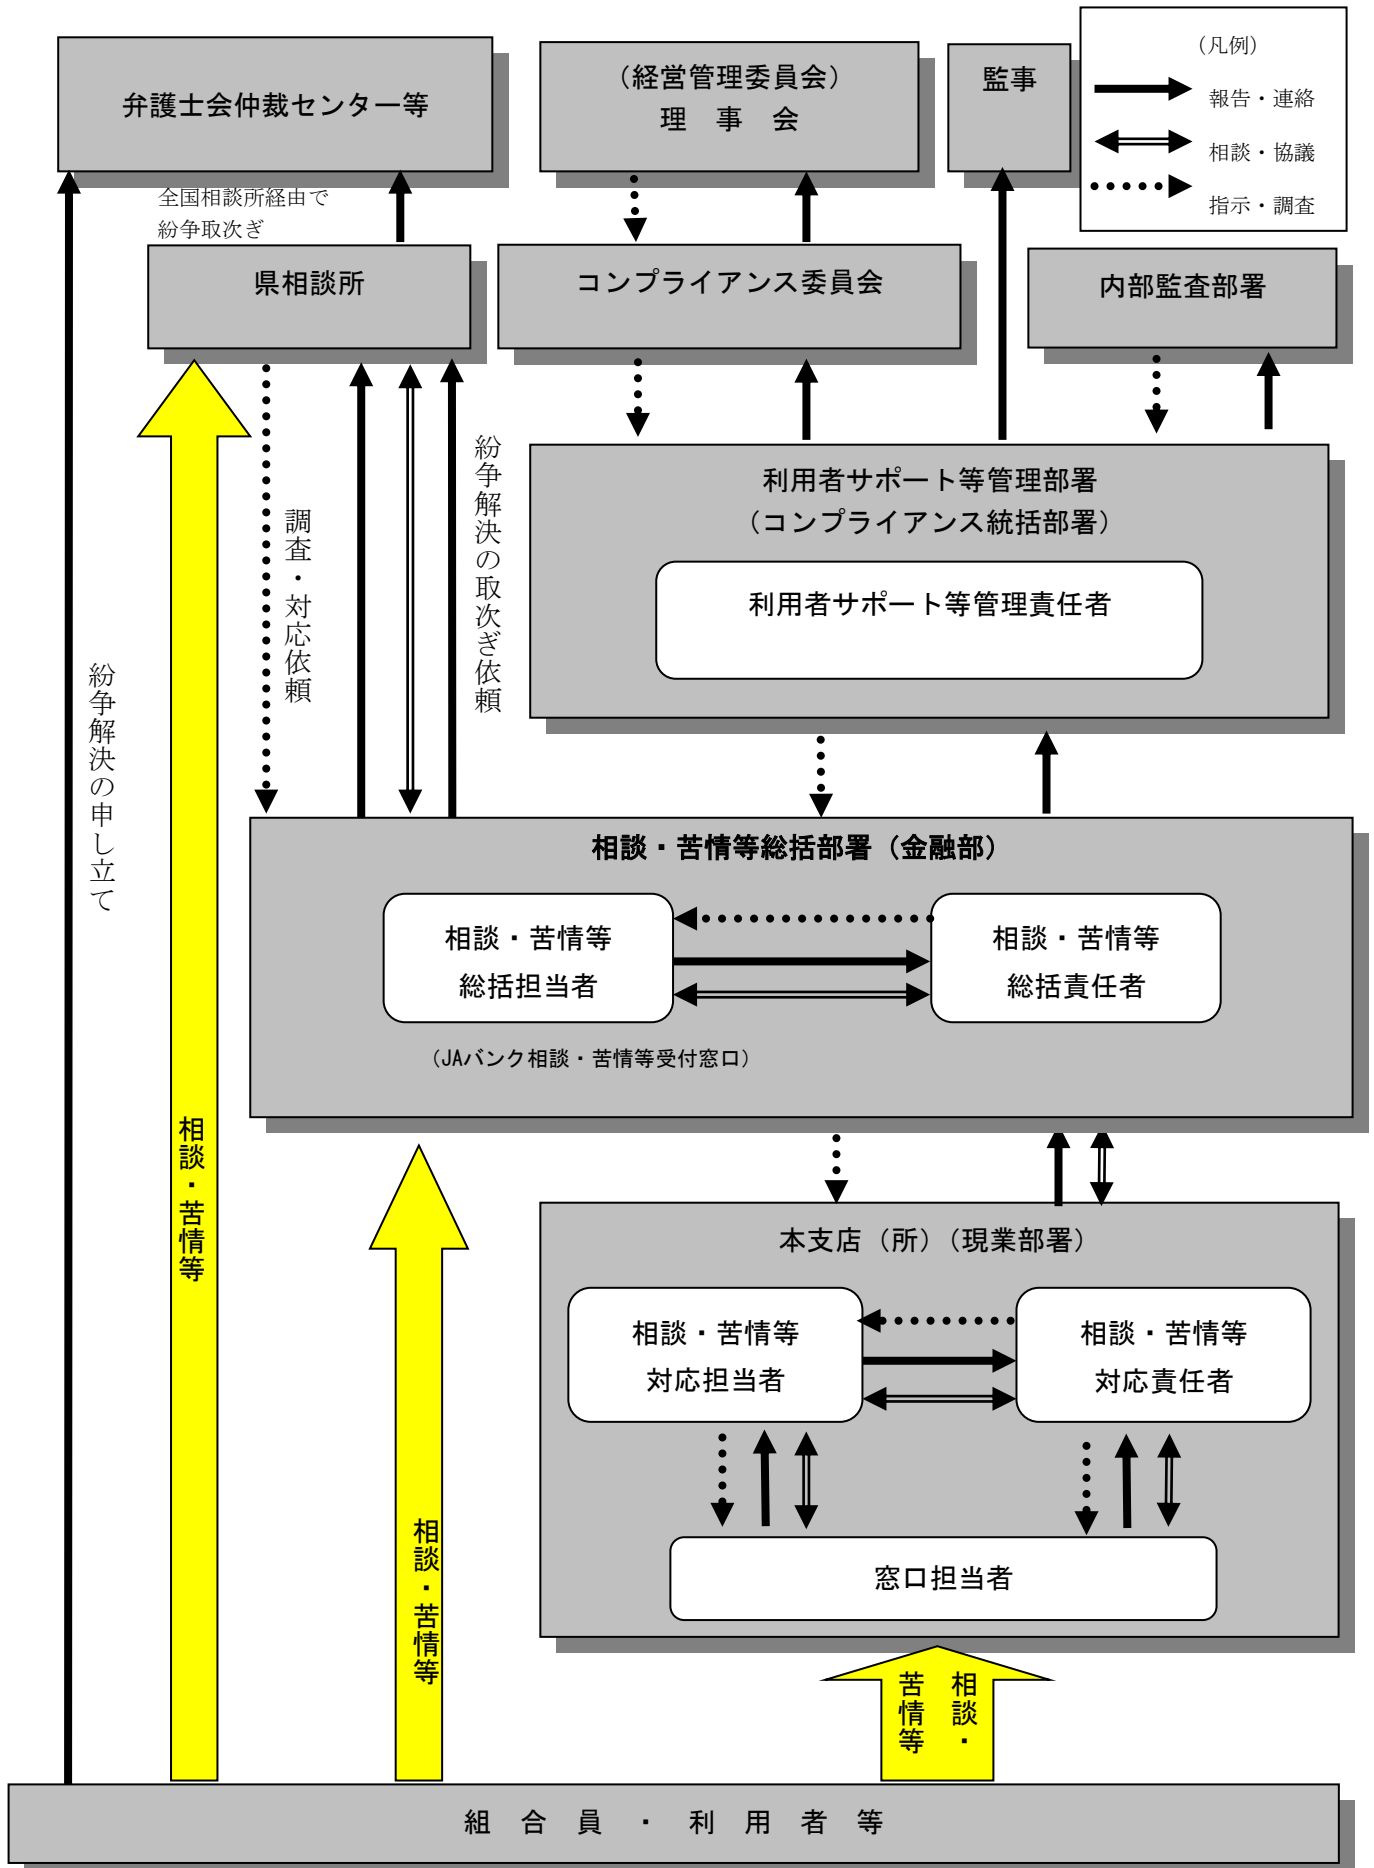 （凡例）
報告・連絡
相談・協議
指示・調査
弁護士会仲裁センター等
（経営管理委員会）
理　事　会
監事
全国相談所経由で
紛争取次ぎ
県相談所
コンプライアンス委員会
内部監査部署
利用者サポート等管理部署
（コンプライアンス統括部署）
利用者サポート等管理責任者
紛争解決の取次ぎ依頼
調査・対応依頼
紛争解決の申し立て
相談・苦情等総括部署（金融部）
相談・苦情等
総括担当者
相談・苦情等
総括責任者
（JAバンク相談・苦情等受付窓口）
相談・苦情等
本支店（所）（現業部署）
相談・苦情等
対応担当者
相談・苦情等
対応責任者
相談・苦情等
窓口担当者
相談・
苦情等
組　合　員　・　利　用　者　等